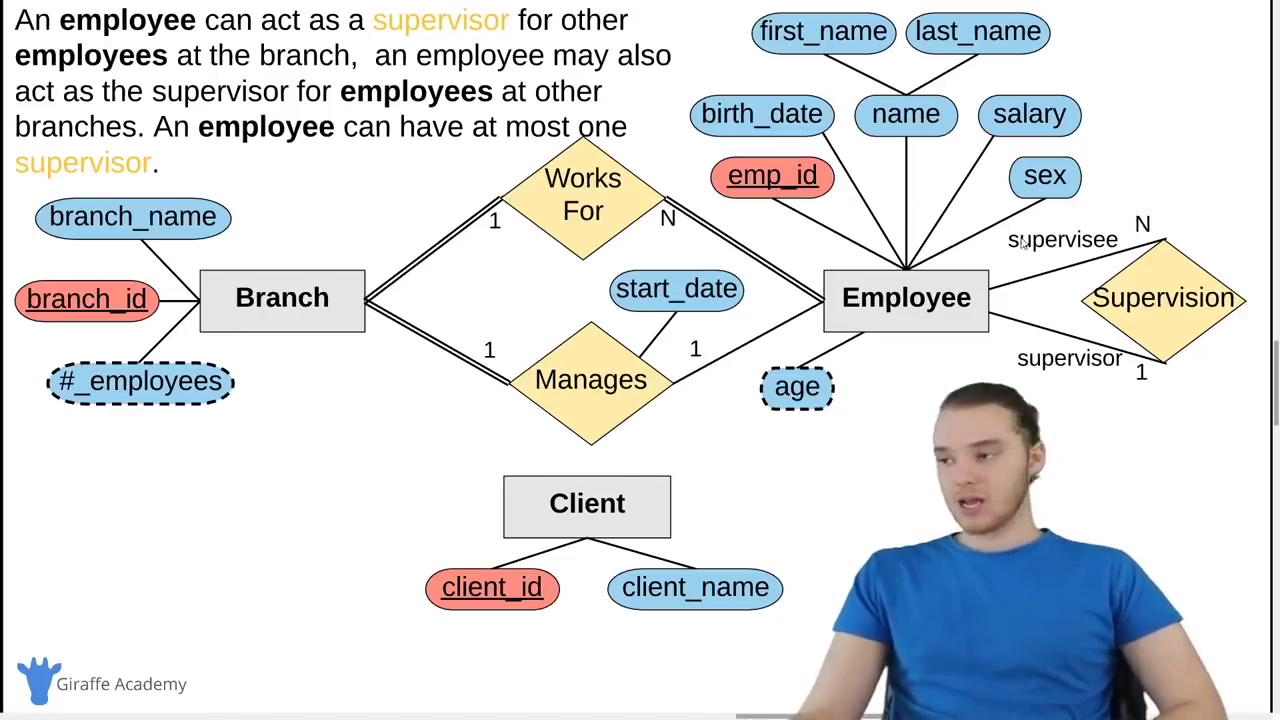 An employee can act as a supervisor for other
employees at the branch,  an employee may also
act as the supervisor for employees at other
branches. An employee can have at most one
supervisor.
first_name
last_name
birth_date
name
salary
emp_id
sex
Works
For
1
N
branch_name
branch_id
#_employees
Branch
start_date
Employee
supervisee
N
Supervision
supervisor
1
1
Manages
1
age
Client
client_id
client_name
Giraffe Academy